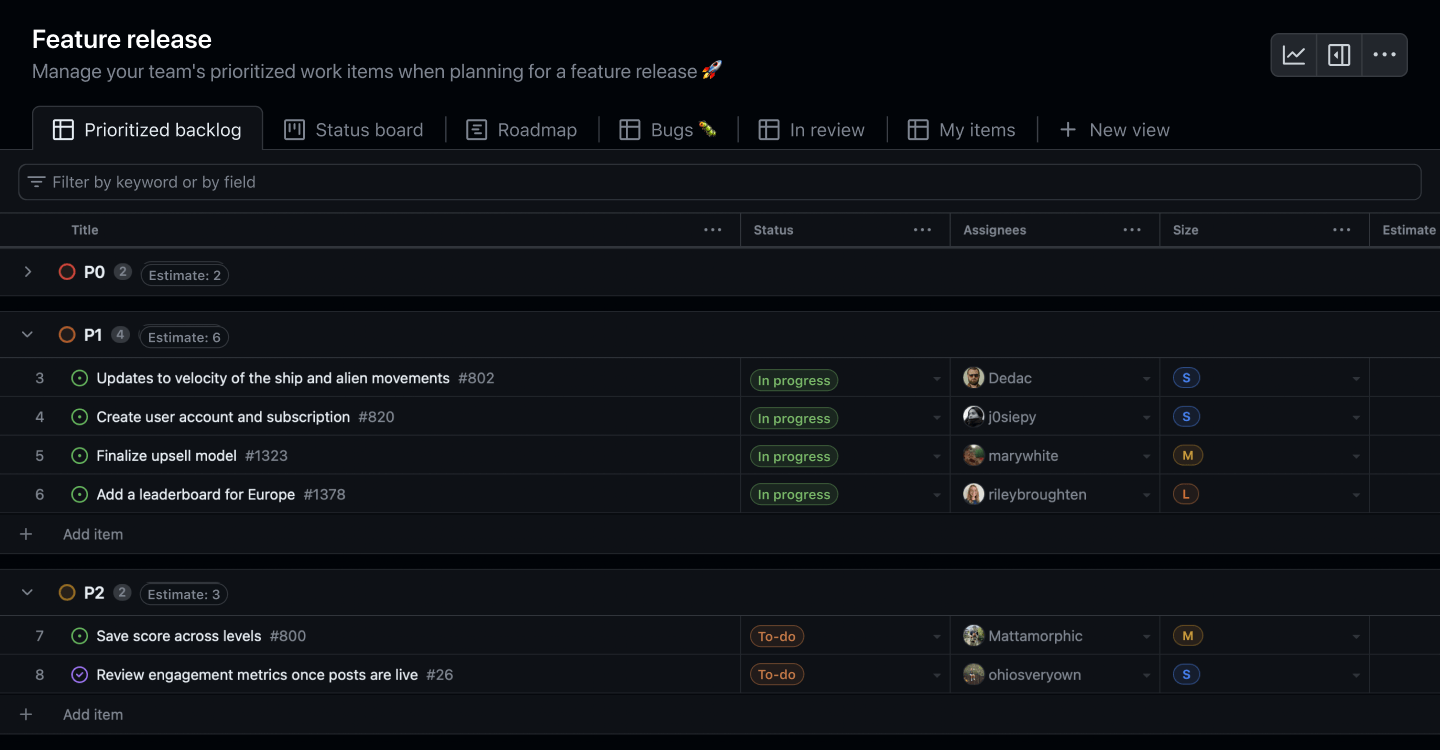 Feature release
Manage your team's prioritized work items when planning for a feature release 🚀
Prioritized backlog Status board Roadmap Bugs 🐛 In review My items New view
Filter by keyword or by field
Title Status Assignees Size Estimate
P0 2 Estimate: 2
P1 4 Estimate: 6
3 Updates to velocity of the ship and alien movements #802 In progress Dedac S
4 Create user account and subscription #820 In progress j0siepy S
5 Finalize upsell model #1323 In progress marywhite M
6 Add a leaderboard for Europe #1378 In progress rileybroughten L
Add item
P2 2 Estimate: 3
7 Save score across levels #800 To-do Mattamorphic M
8 Review engagement metrics once posts are live #26 To-do ohiosveryown S
Add item